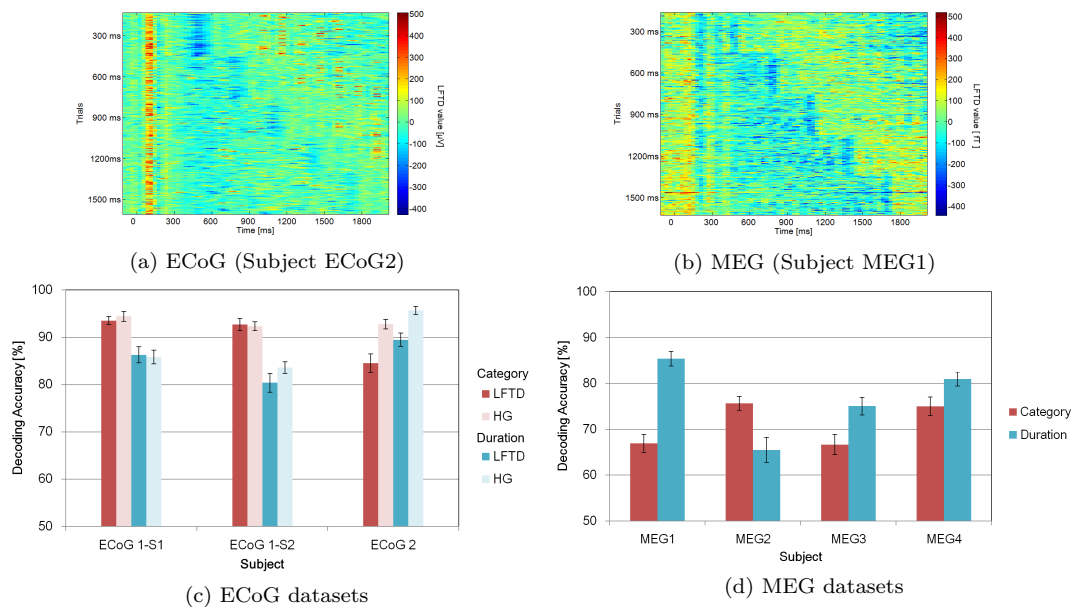 300 ms
600 ms
900 ms
1200 ms
1500 ms
Trials
0 300 600 900 1200 1500 1800
Time [ms]
500
400
300
200
100
0
-100
-200
-300
-400
LFTD value [µV]
(a) ECoG (Subject ECoG2)
300 ms
600 ms
900 ms
1200 ms
1500 ms
Trials
0 300 600 900 1200 1500 1800
Time [ms]
500
400
300
200
100
0
-100
-200
-300
-400
LFTD value [ fT ]
(b) MEG (Subject MEG1)
100
90
80
70
60
50
Decoding Accuracy [%]
ECoG 1-S1 ECoG 1-S2 ECoG 2
Subject
Category
LFTD
HG
Duration
LFTD
HG
(c) ECoG datasets
100
90
80
70
60
50
Decoding Accuracy [%]
MEG1 MEG2 MEG3 MEG4
Subject
Category
Duration
(d) MEG datasets